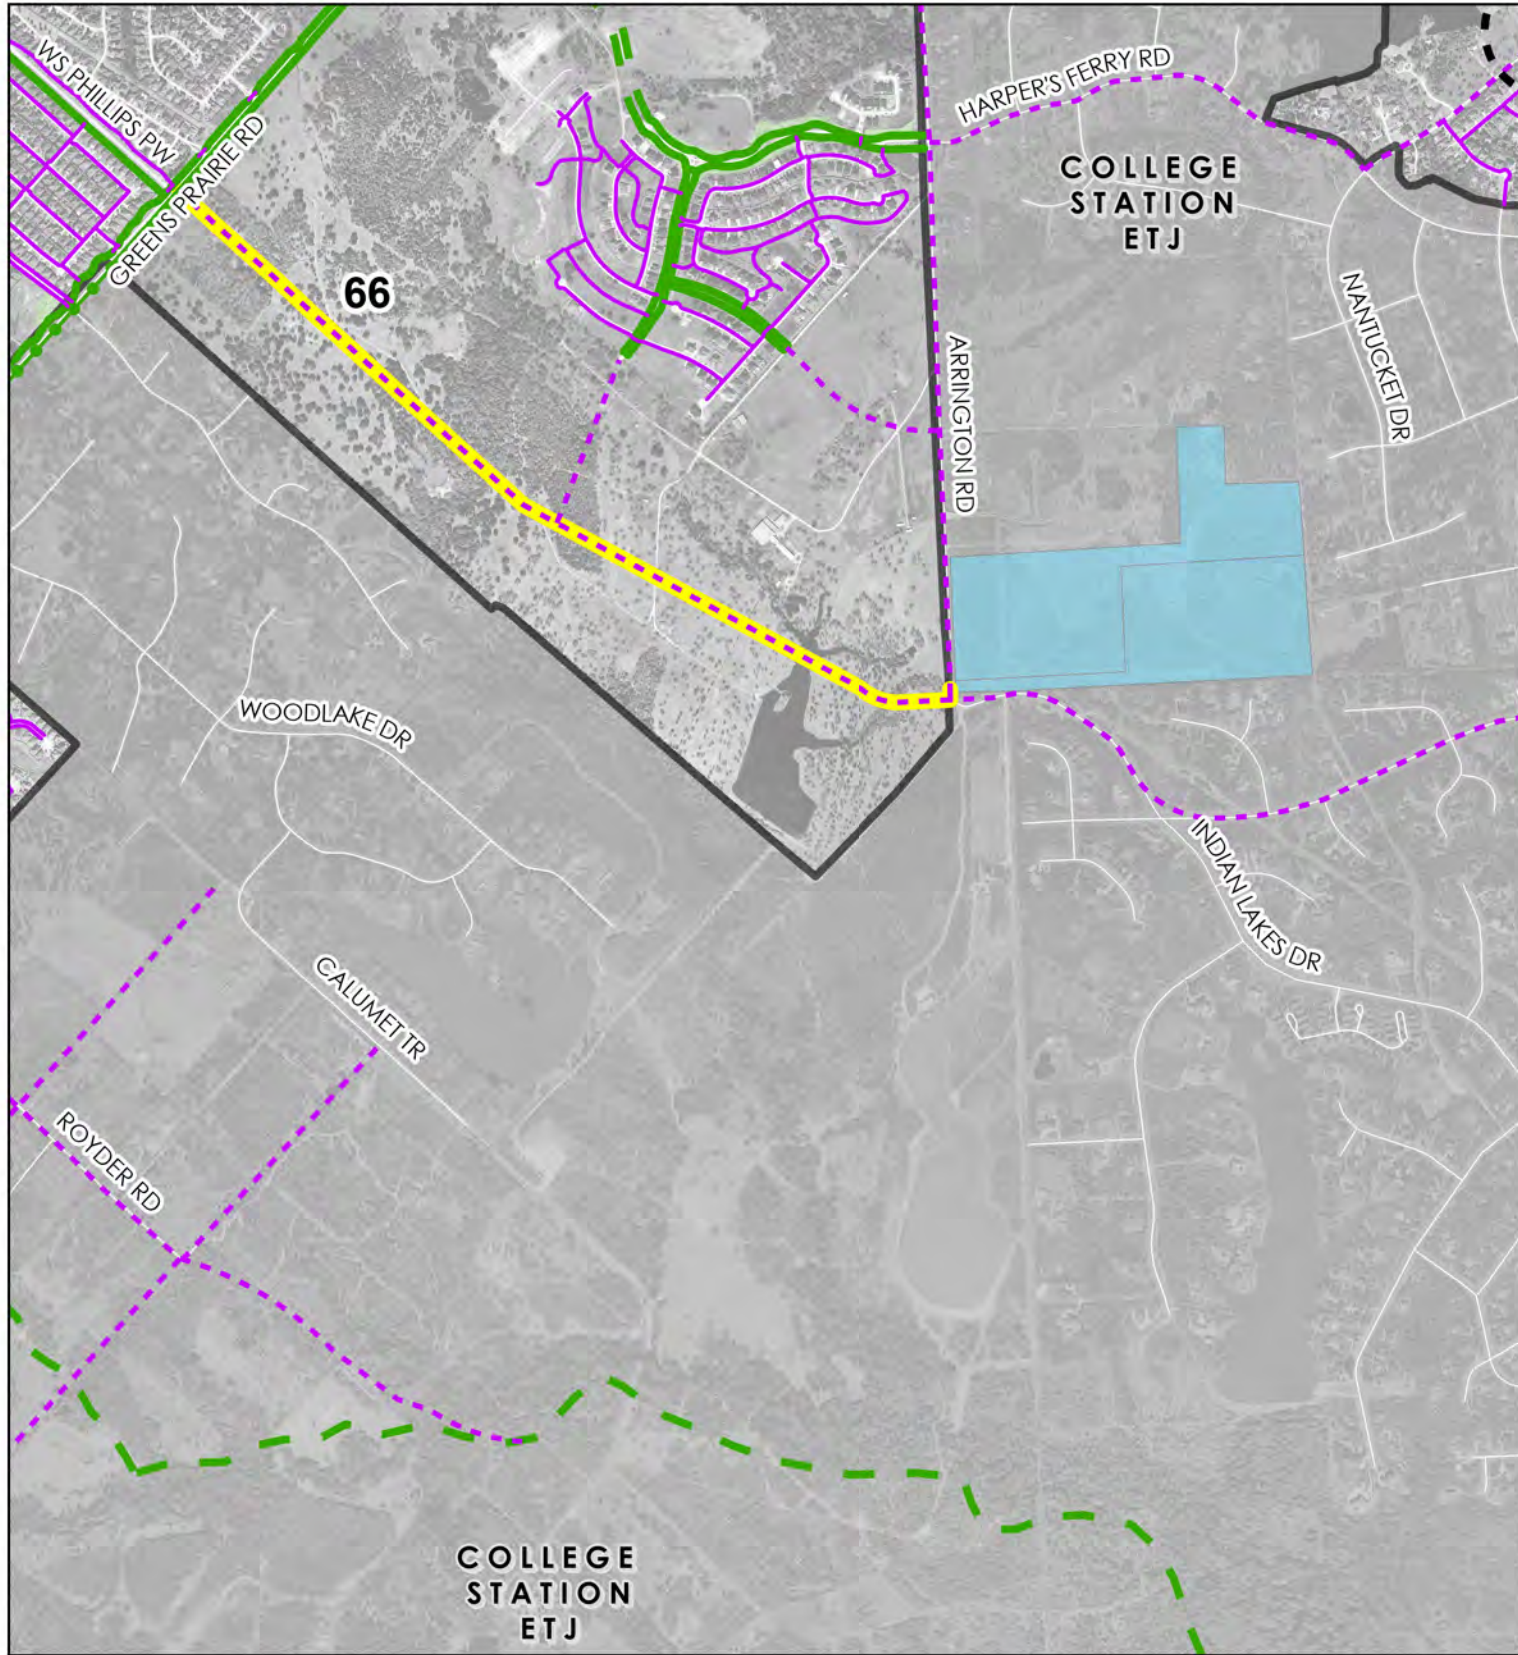 WS PHILLIPS PW
GREENS PRAIRIE RD
66
HARPER'S FERRY RD
COLLEGE
STATION
ETJ
NANTUCKET DR
ARRINGTON RD
WOODLAKE DR
INDIAN LAKES DR
CALUMET TR
ROYDER RD
COLLEGE
STATION
ETJ